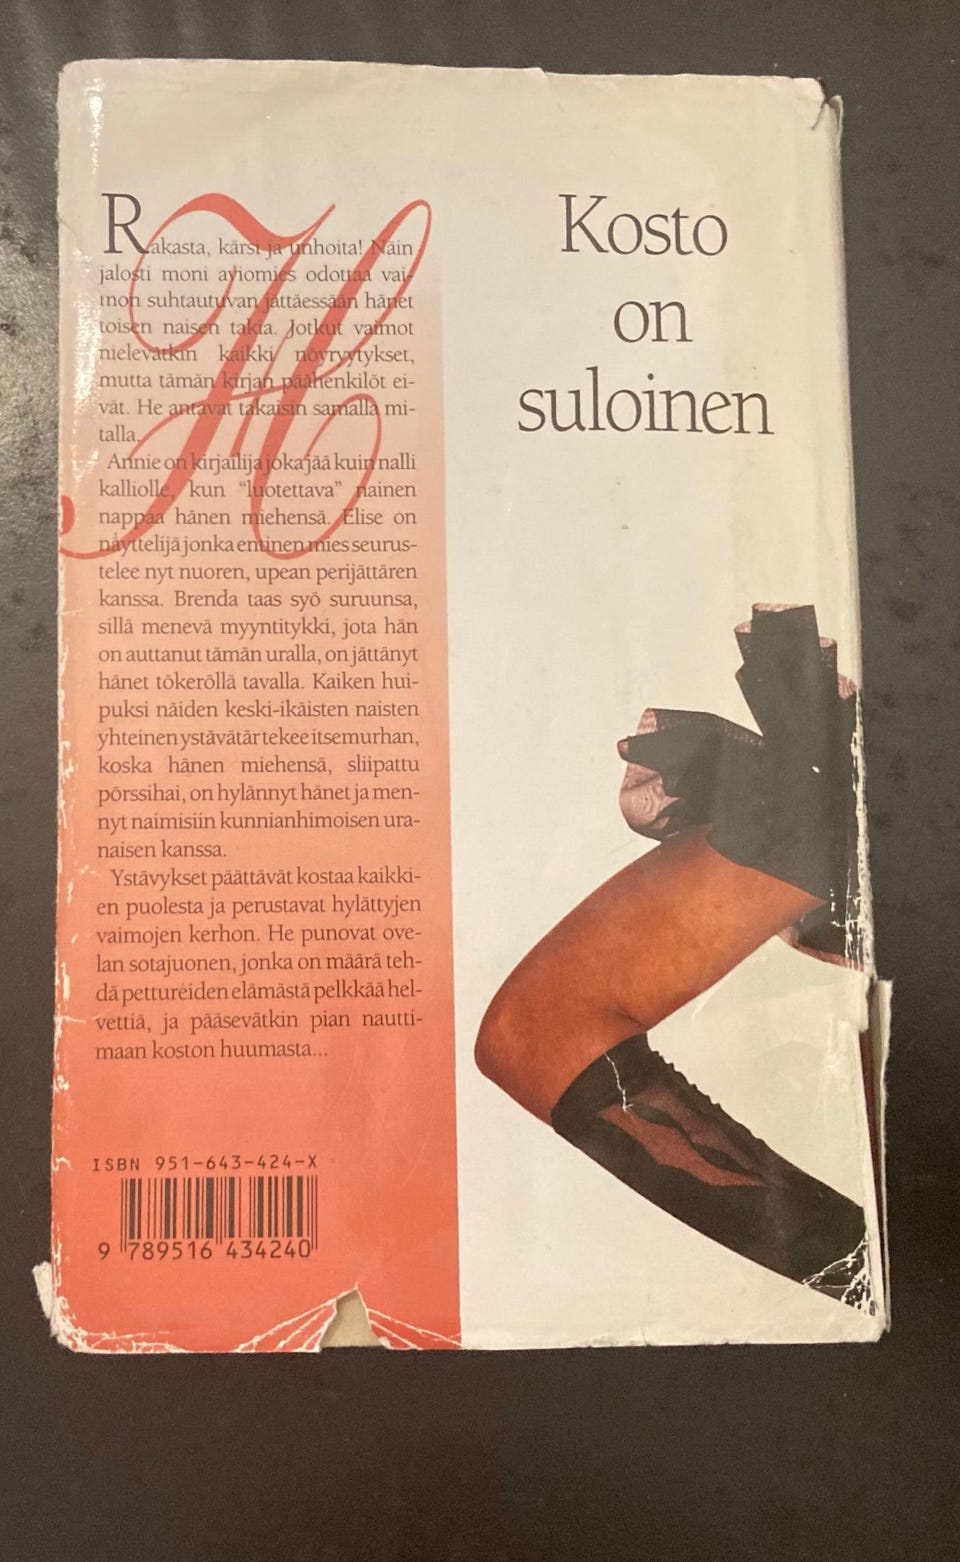 Rakasta, kärsi ja unhoita! Näin
jalosti moni aviomies odottaa vai-
mon suhtautuvan jättäessään hänet
toisen naisen takia. Jotkut vaimot
nielevätkin kaikki nöyryytykset,
mutta tämän kirjan päähenkilöt ei-
vät. He antavat takaisin samalla mi-
talla.
Annie on kirjailija joka jää kuin nalli
kalliolle, kun "luotettava" nainen
nappaa hänen miehensä. Elise on
näyttelijä jonka entinen mies seurus-
telee nyt nuoren, upean perijättären
kanssa. Brenda taas syö suruunsa,
sillä menevä myyntitykki, jota hän
on auttanut tämän uralla, on jättänyt
hänet tökeröllä tavalla. Kaiken hui-
puksi näiden keski-ikäisten naisten
yhteinen ystävätär tekee itsemurhan,
koska hänen miehensä, sliipattu
pörssihai, on hylännyt hänet ja men-
nyt naimisiin kunnianhimoisen ura-
naisen kanssa.
Ystävykset päättävät kostaa kaikki-
en puolesta ja perustavat hylättyjen
vaimojen kerhon. He punovat ove-
lan sotajuonen, jonka on määrä teh-
dä pettureiden elämästä pelkkää hel-
vettiä, ja pääsevätkin pian nautti-
maan koston huumasta...
ISBN 951-643-424-X
9 789516 434240
Kosto
on
suloinen